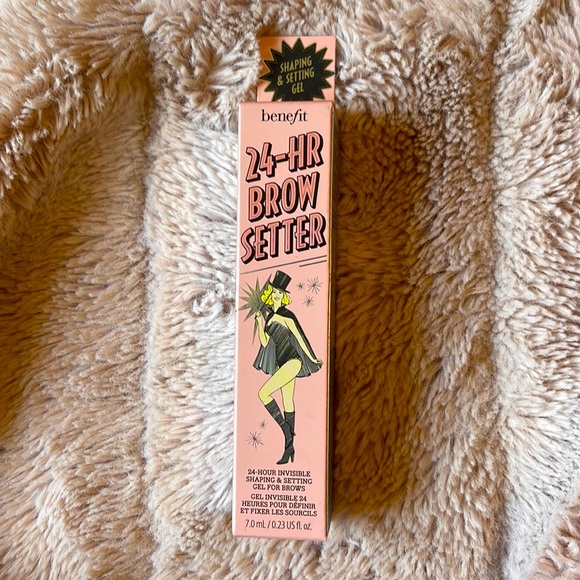 SHAPING
& SETTING
GEL
benefit
24-HR
BROW
SETTER
24-HOUR INVISIBLE
SHAPING & SETTING
GEL FOR BROWS
GEL INVISIBLE 24
HEURES POUR DÉFINIR
ET FIXER LES SOURCILS
7.0 mL / 0.23 US fl. oz.